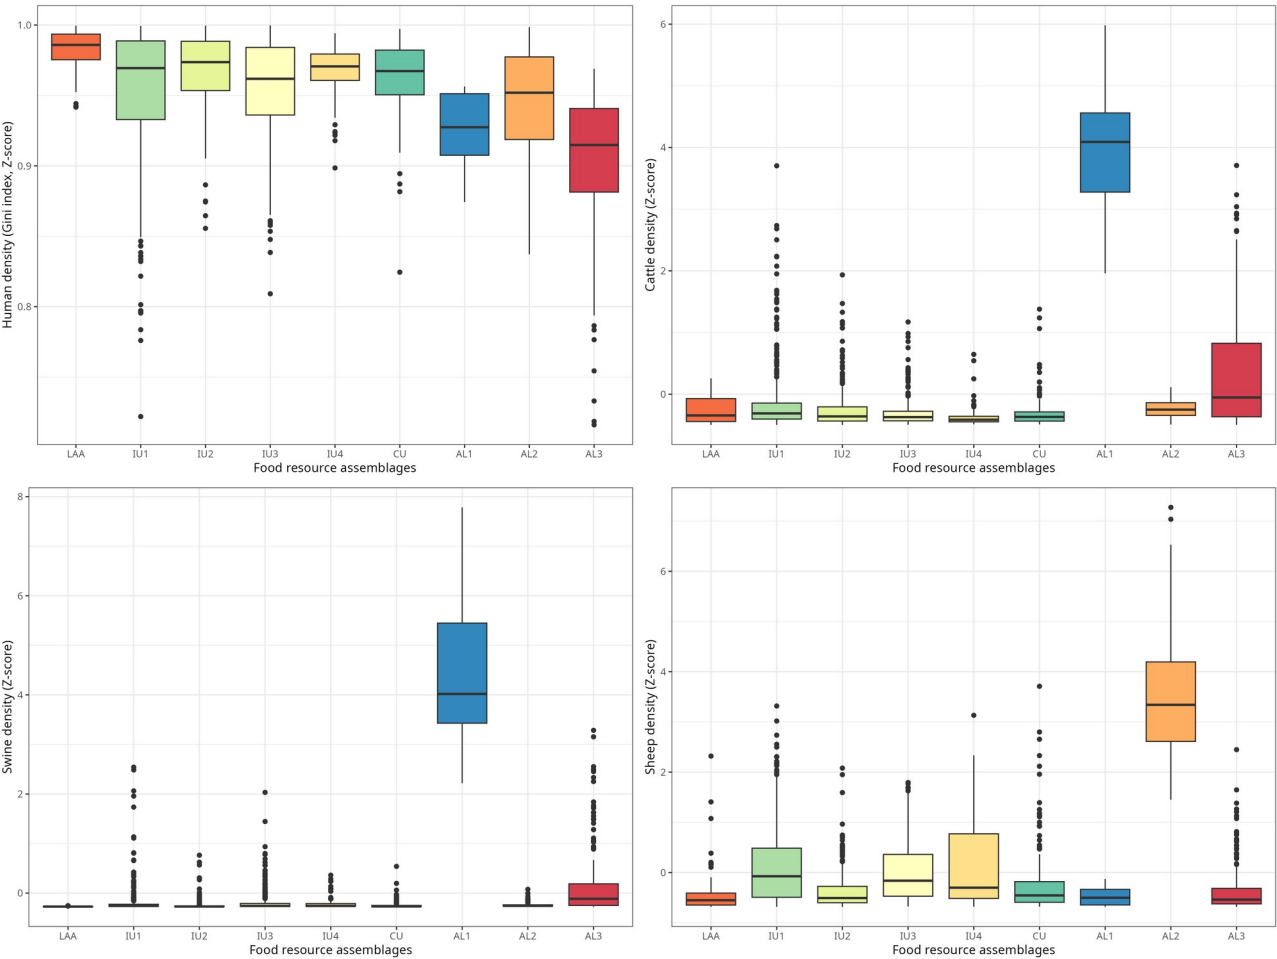 Human density (Gini index, Z-score)
1.0
0.9
0.8
LAA IU1 IU2 IU3 IU4 CU AL1 AL2 AL3
Food resource assemblages
Cattle density (Z-score)
6
4
2
0
LAA IU1 IU2 IU3 IU4 CU AL1 AL2 AL3
Food resource assemblages
Swine density (Z-score)
8
6
4
2
0
LAA IU1 IU2 IU3 IU4 CU AL1 AL2 AL3
Food resource assemblages
Sheep density (Z-score)
6
4
2
0
LAA IU1 IU2 IU3 IU4 CU AL1 AL2 AL3
Food resource assemblages